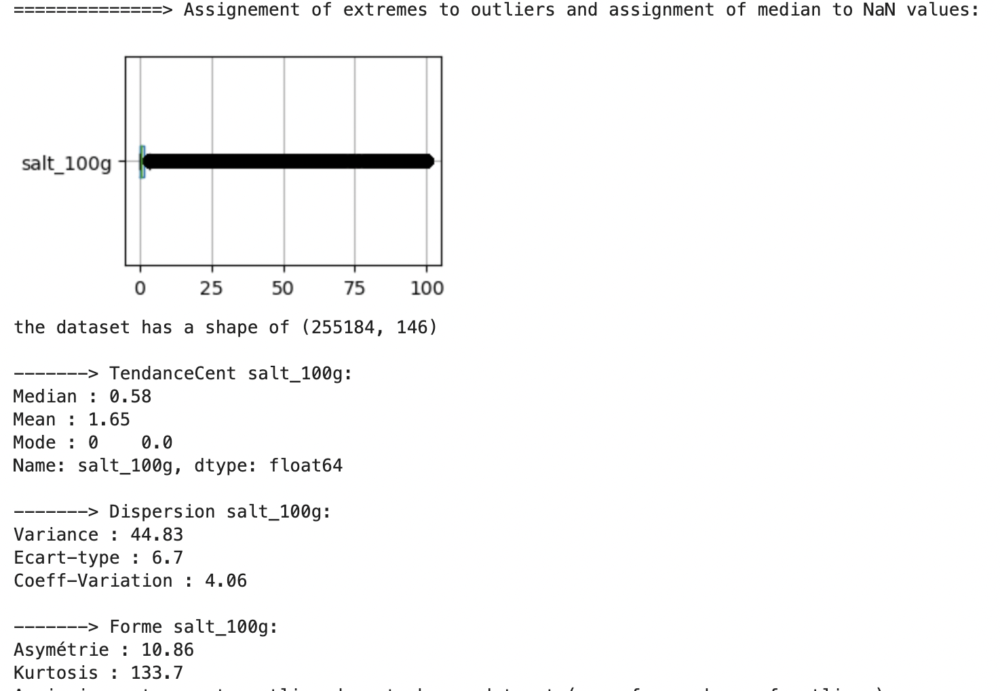 ==============> Assignement of extremes to outliers and assignment of median to NaN values:
salt_100g
0 25 50 75 100
the dataset has a shape of (255184, 146)
-------> TendanceCent salt_100g:
Median : 0.58
Mean : 1.65
Mode : 0    0.0
Name: salt_100g, dtype: float64
-------> Dispersion salt_100g:
Variance : 44.83
Ecart-type : 6.7
Coeff-Variation : 4.06
-------> Forme salt_100g:
Asymétrie : 10.86
Kurtosis : 133.7